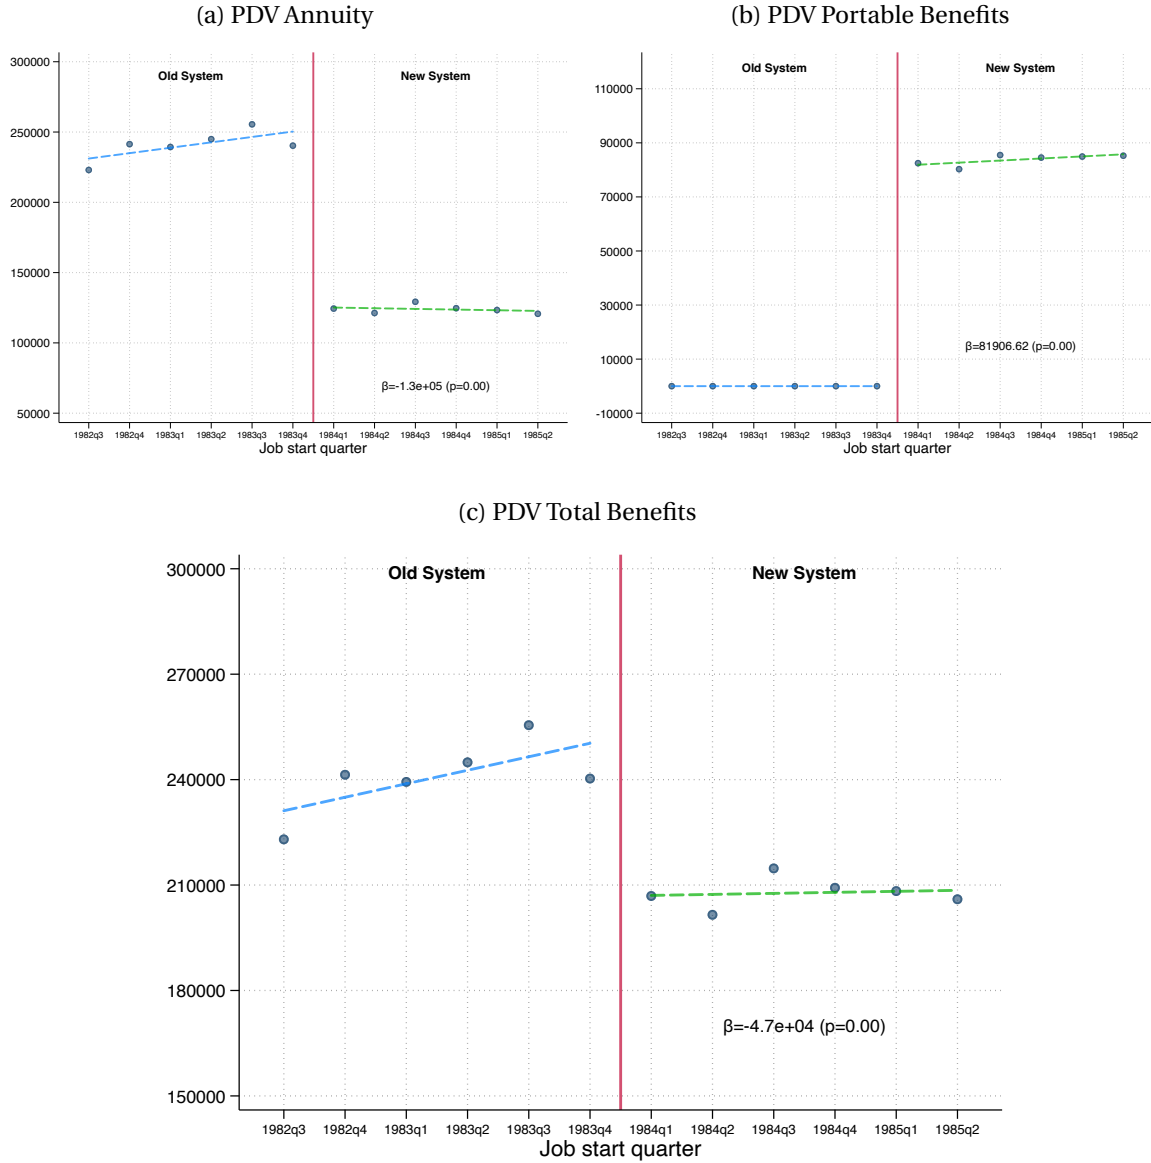 (a) PDV Annuity
300000
250000
200000
150000
100000
50000
Old System
New System
β=-1.3e+05 (p=0.00)
1982q3 1982q4 1983q1 1983q2 1983q3 1983q4 1984q1 1984q2 1984q3 1984q4 1985q1 1985q2
Job start quarter
(b) PDV Portable Benefits
110000
90000
70000
50000
30000
10000
-10000
Old System
New System
β=81906.62 (p=0.00)
1982q3 1982q4 1983q1 1983q2 1983q3 1983q4 1984q1 1984q2 1984q3 1984q4 1985q1 1985q2
Job start quarter
(c) PDV Total Benefits
300000
270000
240000
210000
180000
150000
Old System
New System
β=-4.7e+04 (p=0.00)
1982q3 1982q4 1983q1 1983q2 1983q3 1983q4 1984q1 1984q2 1984q3 1984q4 1985q1 1985q2
Job start quarter